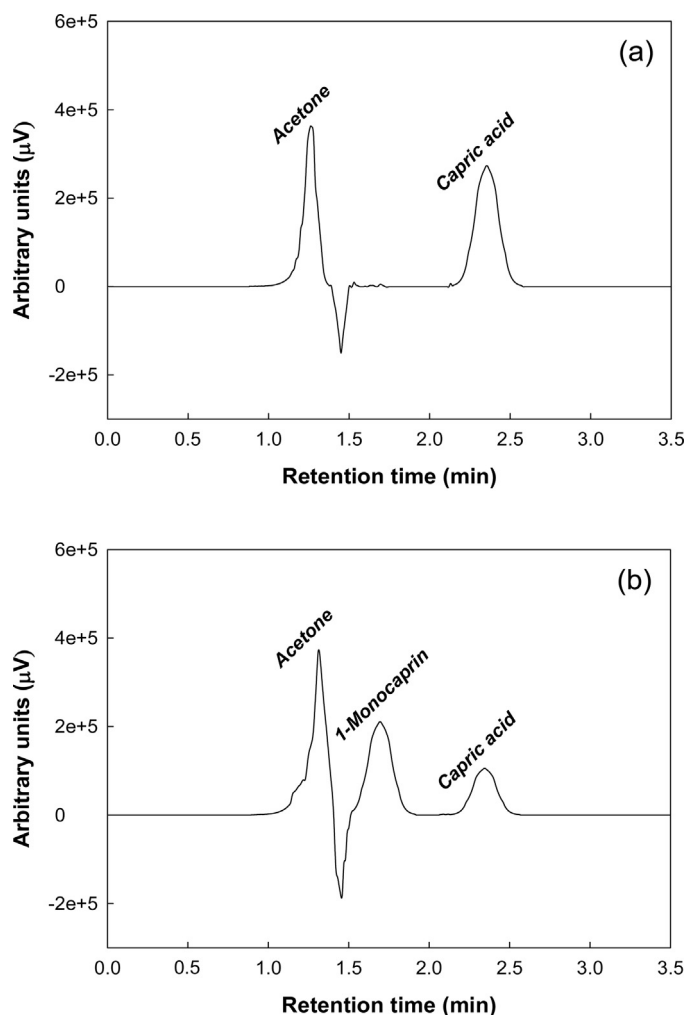 6e+5
(a)
Acetone
4e+5
Capric acid
2e+5
0
-2e+5
Arbitrary units (μV)
0.0 0.5 1.0 1.5 2.0 2.5 3.0 3.5
Retention time (min)
6e+5
(b)
Acetone
4e+5
1-Monocaprin
Capric acid
2e+5
0
-2e+5
Arbitrary units (μV)
0.0 0.5 1.0 1.5 2.0 2.5 3.0 3.5
Retention time (min)